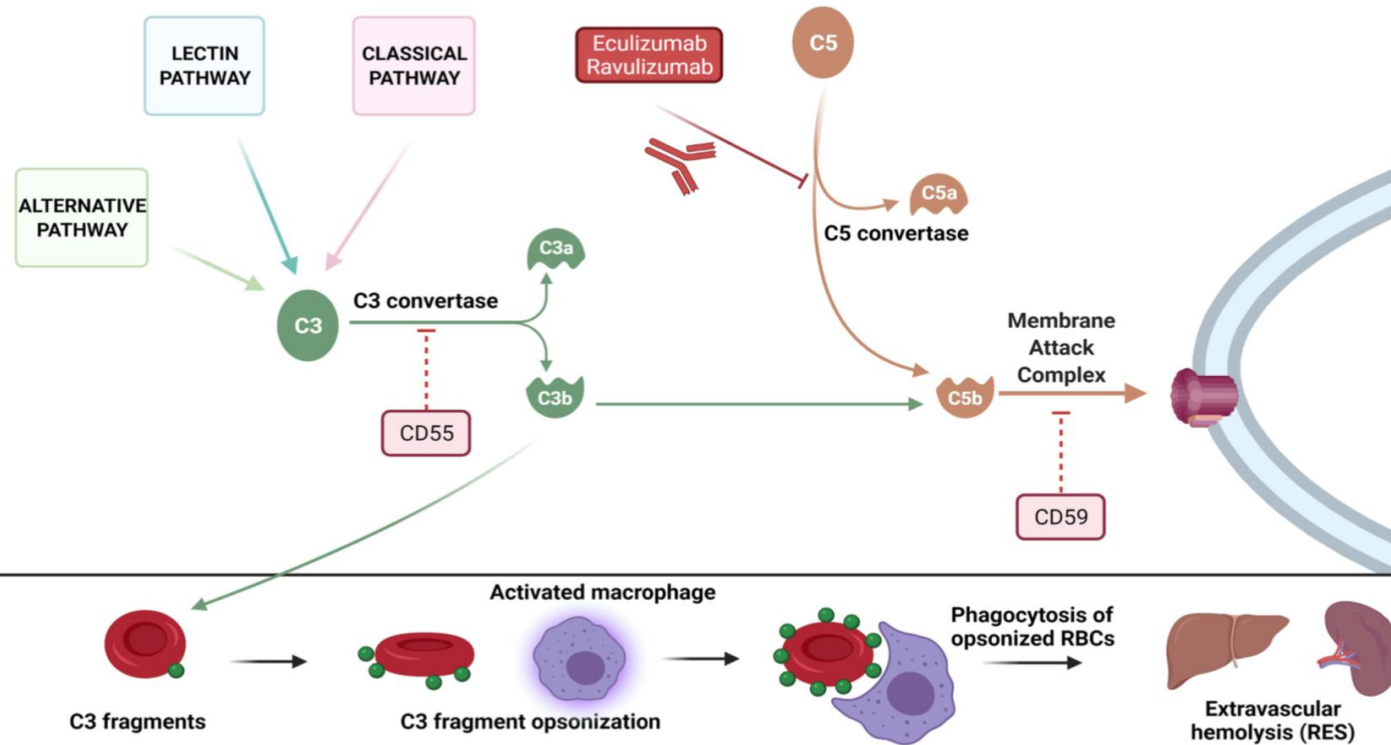 LECTIN
PATHWAY
CLASSICAL
PATHWAY
Eculizumab
Ravulizumab
C5
ALTERNATIVE
PATHWAY
C5a
C5 convertase
C3a
C3 convertase
C3
Membrane
Attack
Complex
C3b
C5b
CD55
CD59
Activated macrophage
Phagocytosis of
opsonized RBCs
C3 fragments
C3 fragment opsonization
Extravascular
hemolysis (RES)